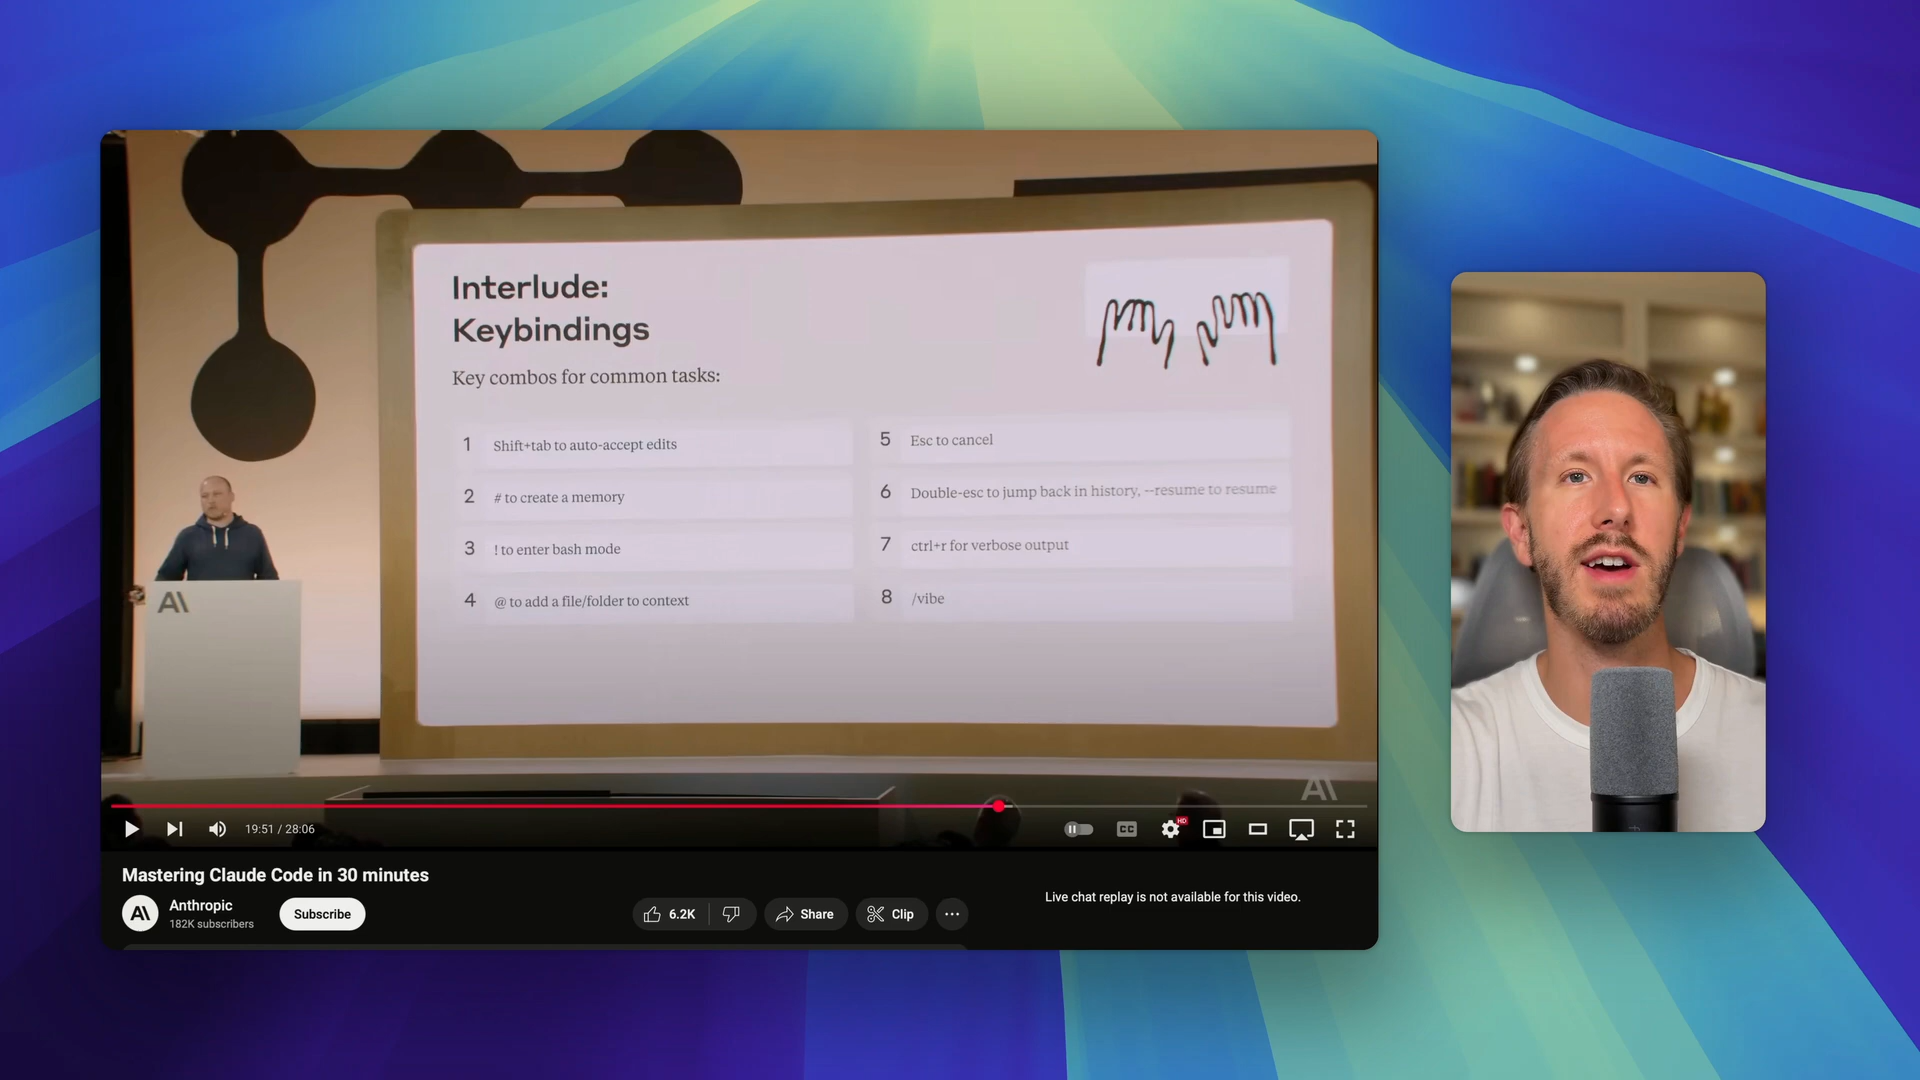 Interlude:
Keybindings
Key combos for common tasks:
1 Shift+tab to auto-accept edits
2 # to create a memory
3 ! to enter bash mode
4 @ to add a file/folder to context
5 Esc to cancel
6 Double-esc to jump back in history, --resume to resume
7 ctrl+r for verbose output
8 /vibe
A\
A\
19:51 / 28:06
CC
HD
Mastering Claude Code in 30 minutes
A\
Anthropic
182K subscribers
Subscribe
6.2K
Share
Clip
Live chat replay is not available for this video.